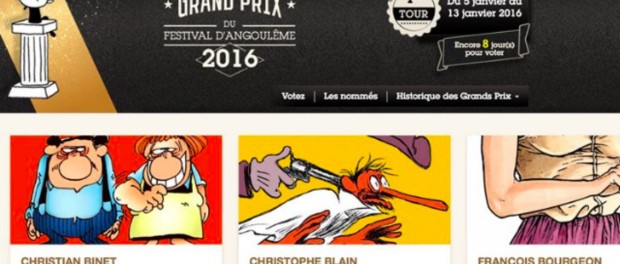 GRAND PRIX
DU
FESTIVAL D'ANGOULÊME
2016
TOUR
Du 5 janvier au
13 janvier 2016
Encore 8 jour(s)
pour voter
Votez | Les nommés | Historique des Grands Prix
CHRISTIAN BINET
CHRISTOPHE BLAIN
FRANÇOIS BOURGEON